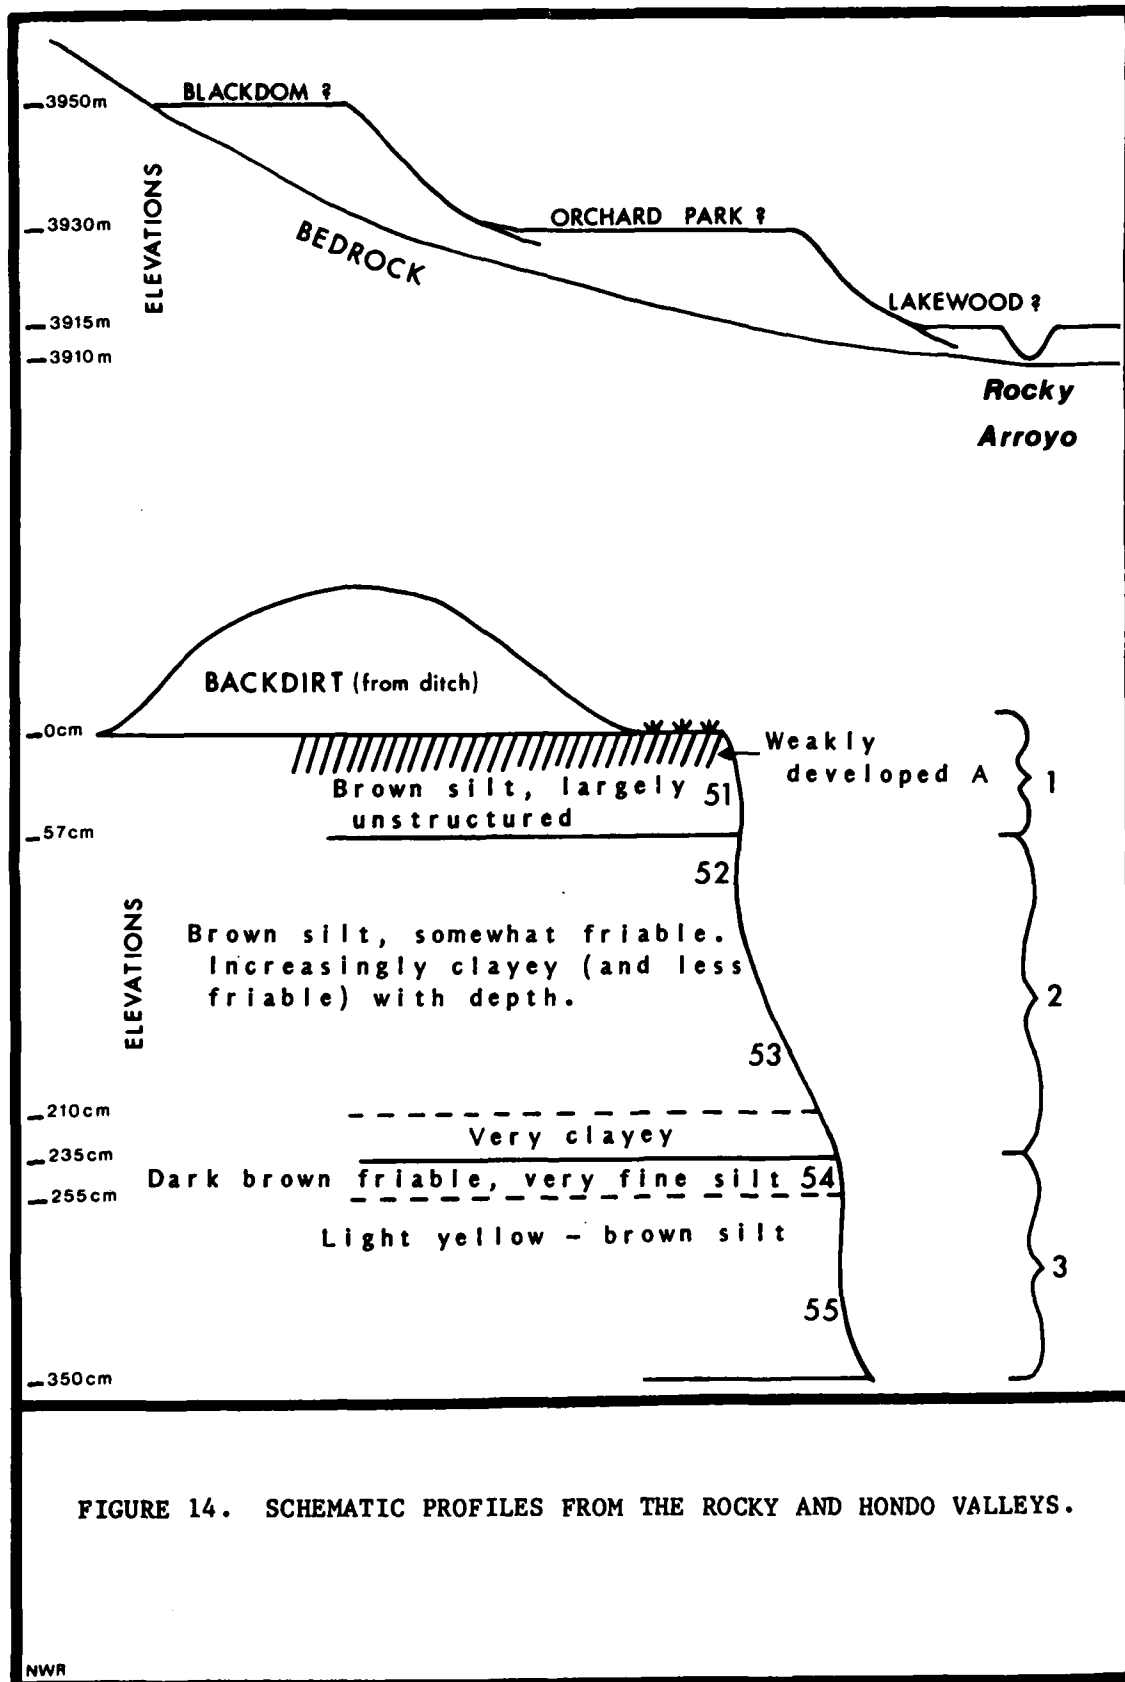 BLACKDOM ?
3950m
ELEVATIONS
ORCHARD PARK ?
3930m
BEDROCK
LAKEWOOD ?
3915m
3910m
Rocky
Arroyo
BACKDIRT (from ditch)
0cm
Weakly
developed A
1
Brown silt, largely
unstructured
51
57cm
52
ELEVATIONS
Brown silt, somewhat friable.
Increasingly clayey (and less
friable) with depth.
2
53
210cm
Very clayey
235cm
Dark brown friable, very fine silt 54
255cm
Light yellow - brown silt
3
55
350cm
FIGURE 14. SCHEMATIC PROFILES FROM THE ROCKY AND HONDO VALLEYS.
NWR